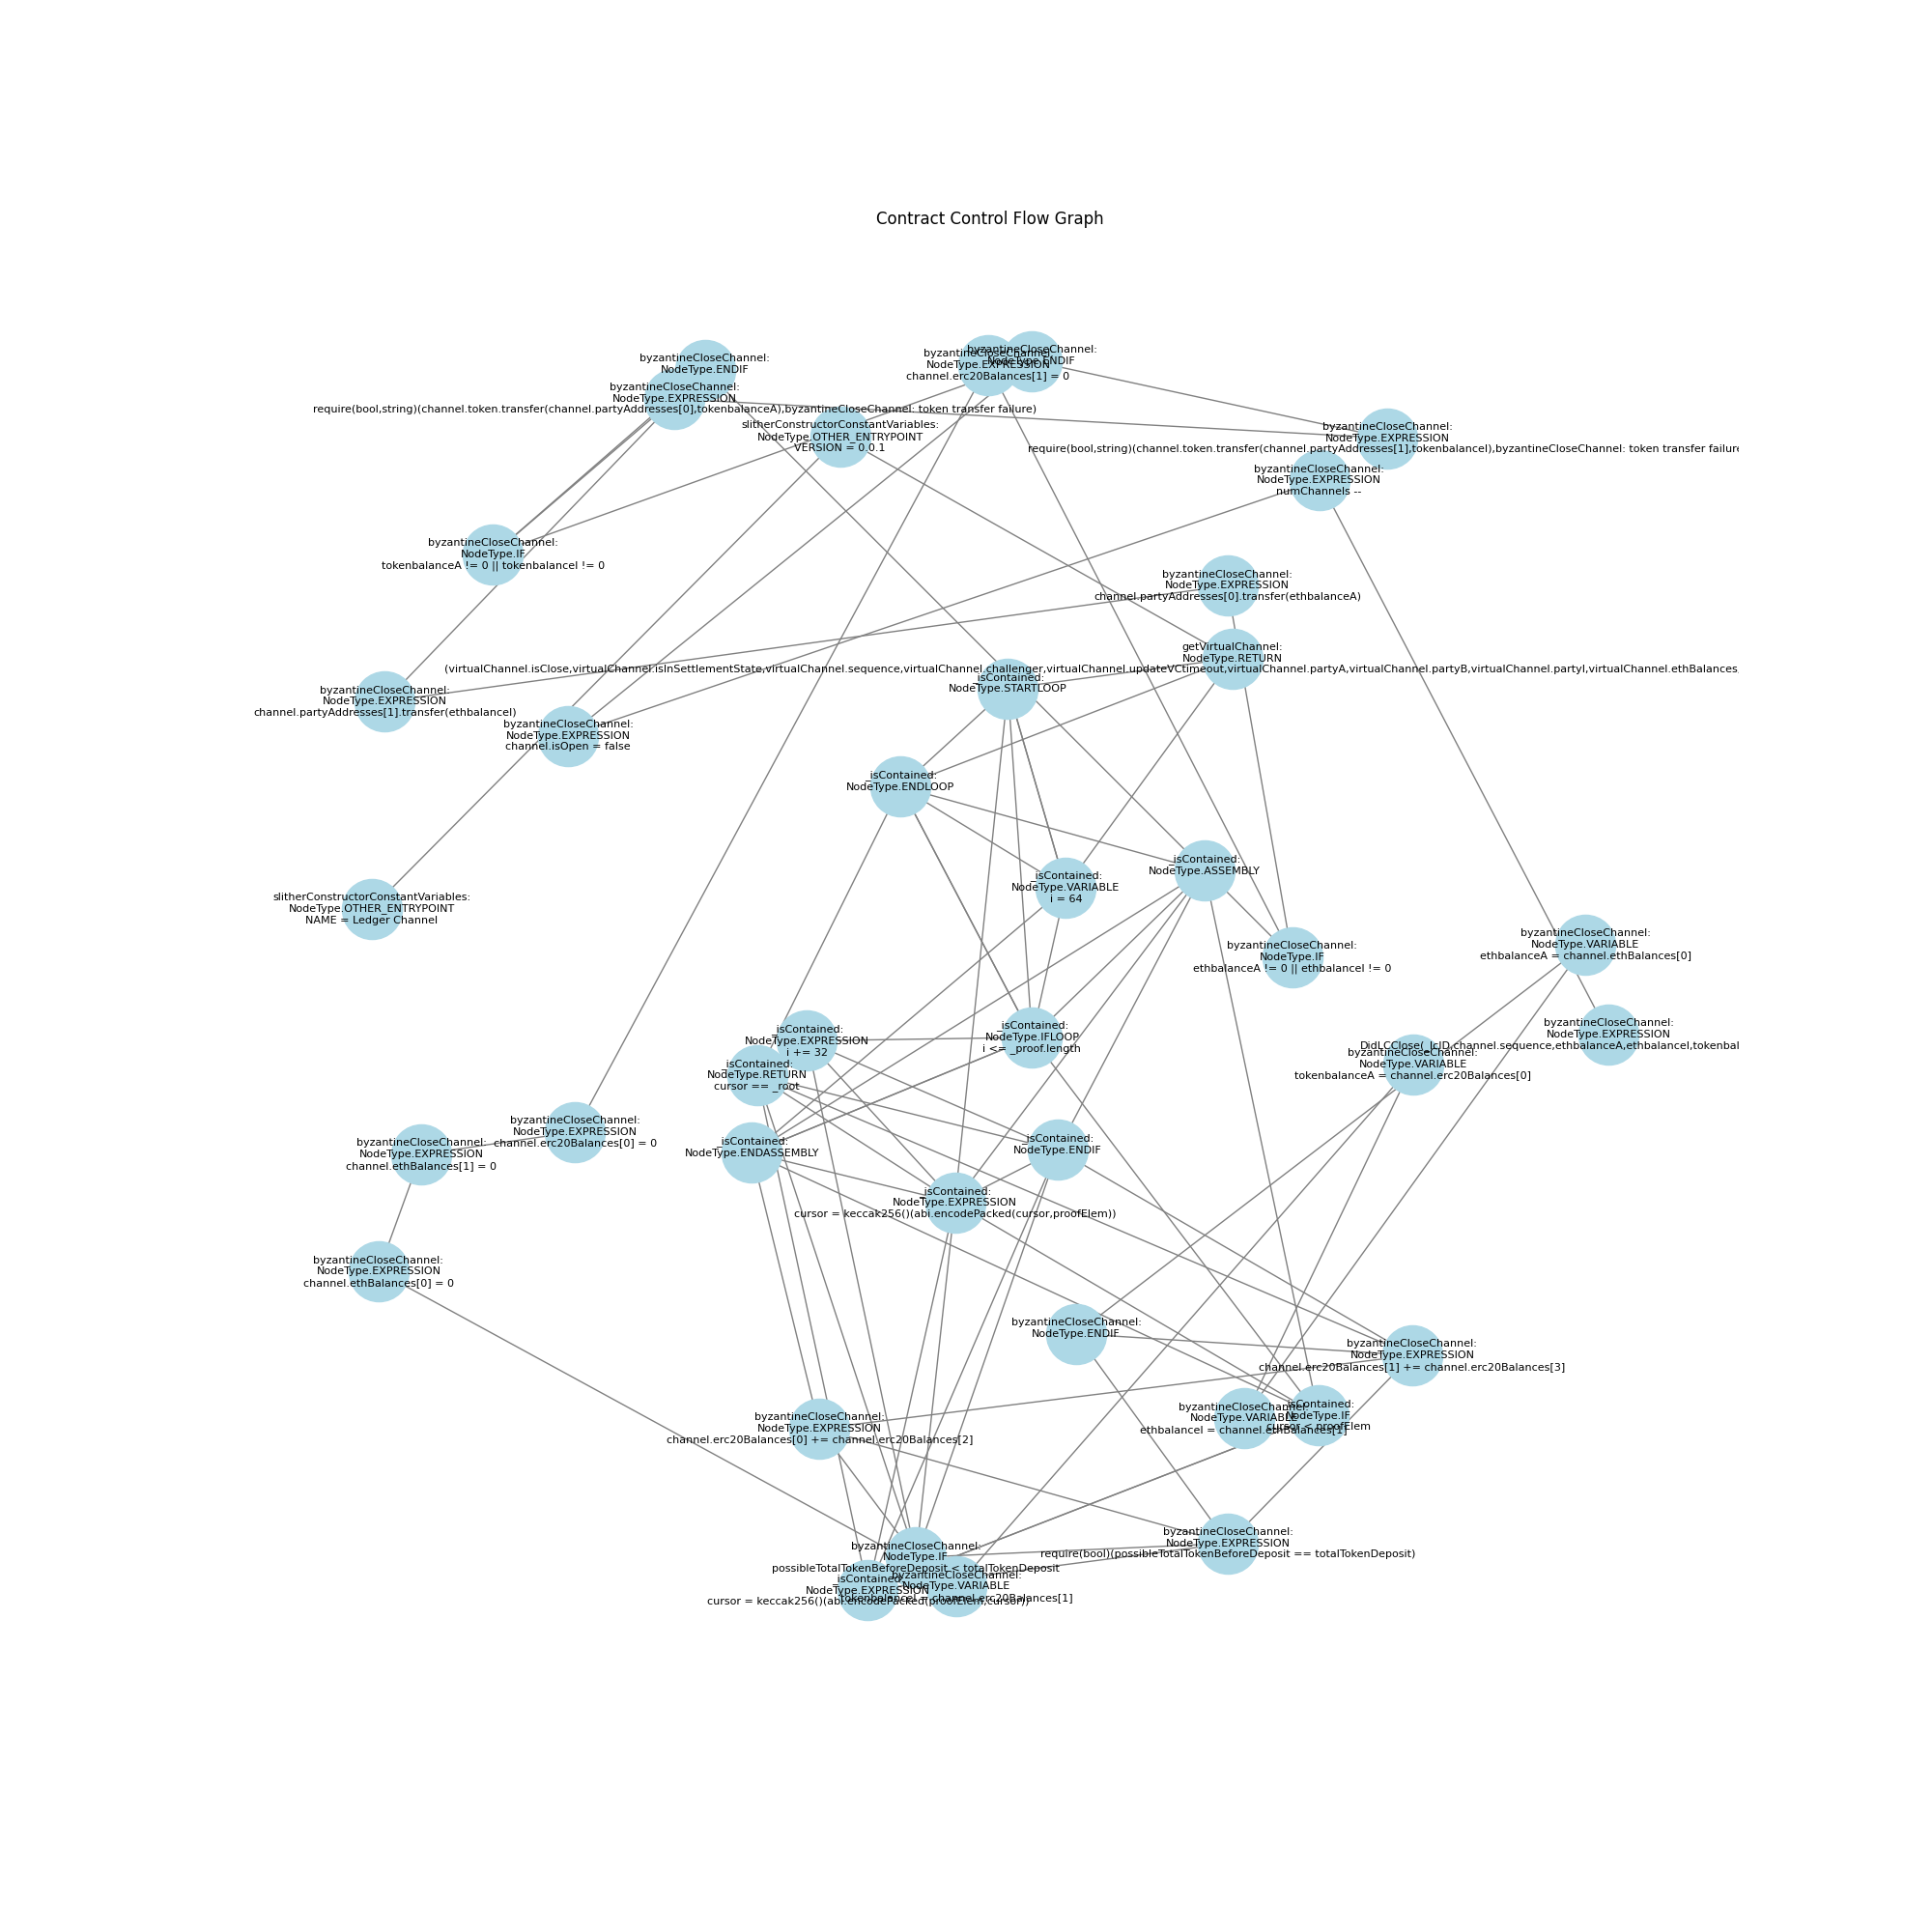 Contract Control Flow Graph
byzantineCloseChannel:
NodeType.ENDIF
byzantineCloseChannel:
NodeType.EXPRESSION
require(bool,string)(channel.token.transfer(channel.partyAddresses[0],tokenbalanceA),byzantineCloseChannel: token transfer failure)
byzantineCloseChannel:
NodeType.EXPRESSION
channel.erc20Balances[1] = 0
byzantineCloseChannel:
NodeType.ENDIF
slitherConstructorConstantVariables:
NodeType.OTHER_ENTRYPOINT
VERSION = 0.0.1
byzantineCloseChannel:
NodeType.EXPRESSION
require(bool,string)(channel.token.transfer(channel.partyAddresses[1],tokenbalanceI),byzantineCloseChannel: token transfer failure
byzantineCloseChannel:
NodeType.EXPRESSION
numChannels --
byzantineCloseChannel:
NodeType.IF
tokenbalanceA != 0 || tokenbalanceI != 0
byzantineCloseChannel:
NodeType.EXPRESSION
channel.partyAddresses[0].transfer(ethbalanceA)
getVirtualChannel:
NodeType.RETURN
(virtualChannel.isClose,virtualChannel.isInSettlementState,virtualChannel.sequence,virtualChannel.challenger,virtualChannel.updateVCtimeout,virtualChannel.partyA,virtualChannel.partyB,virtualChannel.partyI,virtualChannel.ethBalances,
_isContained:
NodeType.STARTLOOP
byzantineCloseChannel:
NodeType.EXPRESSION
channel.partyAddresses[1].transfer(ethbalanceI)
byzantineCloseChannel:
NodeType.EXPRESSION
channel.isOpen = false
_isContained:
NodeType.ENDLOOP
_isContained:
NodeType.ASSEMBLY
_isContained:
NodeType.VARIABLE
i = 64
slitherConstructorConstantVariables:
NodeType.OTHER_ENTRYPOINT
NAME = Ledger Channel
byzantineCloseChannel:
NodeType.IF
ethbalanceA != 0 || ethbalanceI != 0
byzantineCloseChannel:
NodeType.VARIABLE
ethbalanceA = channel.ethBalances[0]
byzantineCloseChannel:
NodeType.EXPRESSION
DidLCClose(_lcID,channel.sequence,ethbalanceA,ethbalanceI,tokenbal
byzantineCloseChannel:
NodeType.VARIABLE
tokenbalanceA = channel.erc20Balances[0]
_isContained:
NodeType.EXPRESSION
i += 32
_isContained:
NodeType.IFLOOP
i <= _proof.length
_isContained:
NodeType.RETURN
cursor == _root
byzantineCloseChannel:
NodeType.EXPRESSION
channel.erc20Balances[0] = 0
byzantineCloseChannel:
NodeType.EXPRESSION
channel.ethBalances[1] = 0
_isContained:
NodeType.ENDASSEMBLY
_isContained:
NodeType.ENDIF
_isContained:
NodeType.EXPRESSION
cursor = keccak256()(abi.encodePacked(cursor,proofElem))
byzantineCloseChannel:
NodeType.EXPRESSION
channel.ethBalances[0] = 0
byzantineCloseChannel:
NodeType.ENDIF
byzantineCloseChannel:
NodeType.EXPRESSION
channel.erc20Balances[1] += channel.erc20Balances[3]
byzantineCloseChannel:
NodeType.VARIABLE
ethbalanceI = channel.ethBalances[1]
_isContained:
NodeType.IF
cursor < proofElem
byzantineCloseChannel:
NodeType.EXPRESSION
channel.erc20Balances[0] += channel.erc20Balances[2]
byzantineCloseChannel:
NodeType.EXPRESSION
require(bool)(possibleTotalTokenBeforeDeposit == totalTokenDeposit)
byzantineCloseChannel:
NodeType.IF
possibleTotalTokenBeforeDeposit < totalTokenDeposit
_isContained:
NodeType.EXPRESSION
cursor = keccak256()(abi.encodePacked(proofElem,cursor))
byzantineCloseChannel:
NodeType.VARIABLE
tokenbalanceI = channel.erc20Balances[1]